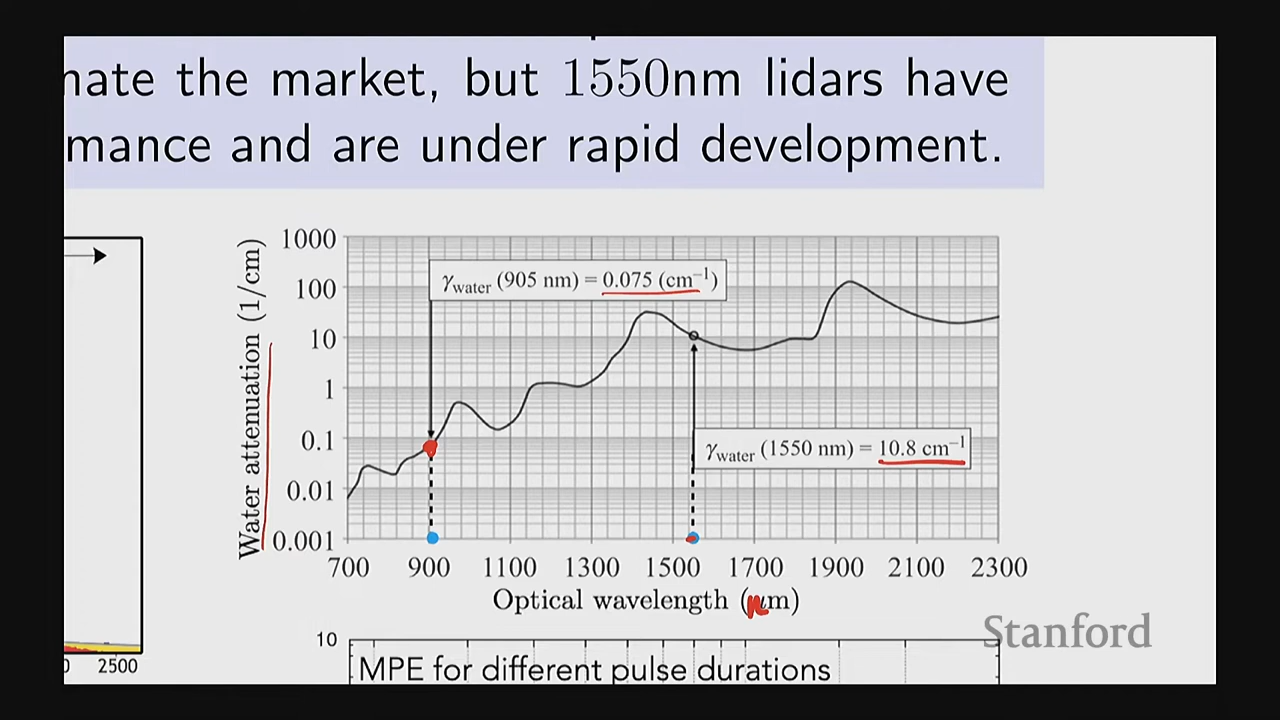 nate the market, but 1550nm lidars have
mance and are under rapid development.
Water attenuation (1/cm)
1000
100
10
1
0.1
0.01
0.001
γwater (905 nm) = 0.075 (cm⁻¹)
γwater (1550 nm) = 10.8 cm⁻¹
700 900 1100 1300 1500 1700 1900 2100 2300
Optical wavelength (nm)
Stanford
0 2500
10
MPE for different pulse durations